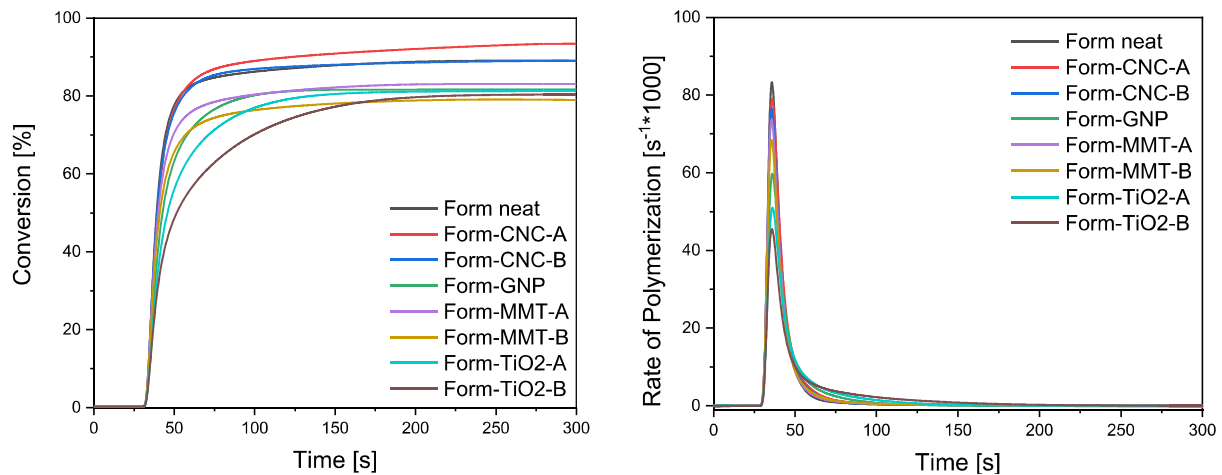 100
80
60
40
20
0
Conversion [%]
Form neat
Form-CNC-A
Form-CNC-B
Form-GNP
Form-MMT-A
Form-MMT-B
Form-TiO2-A
Form-TiO2-B
0 50 100 150 200 250 300
Time [s]
100
80
60
40
20
0
Rate of Polymerization [s⁻¹*1000]
Form neat
Form-CNC-A
Form-CNC-B
Form-GNP
Form-MMT-A
Form-MMT-B
Form-TiO2-A
Form-TiO2-B
0 50 100 150 200 250 300
Time [s]